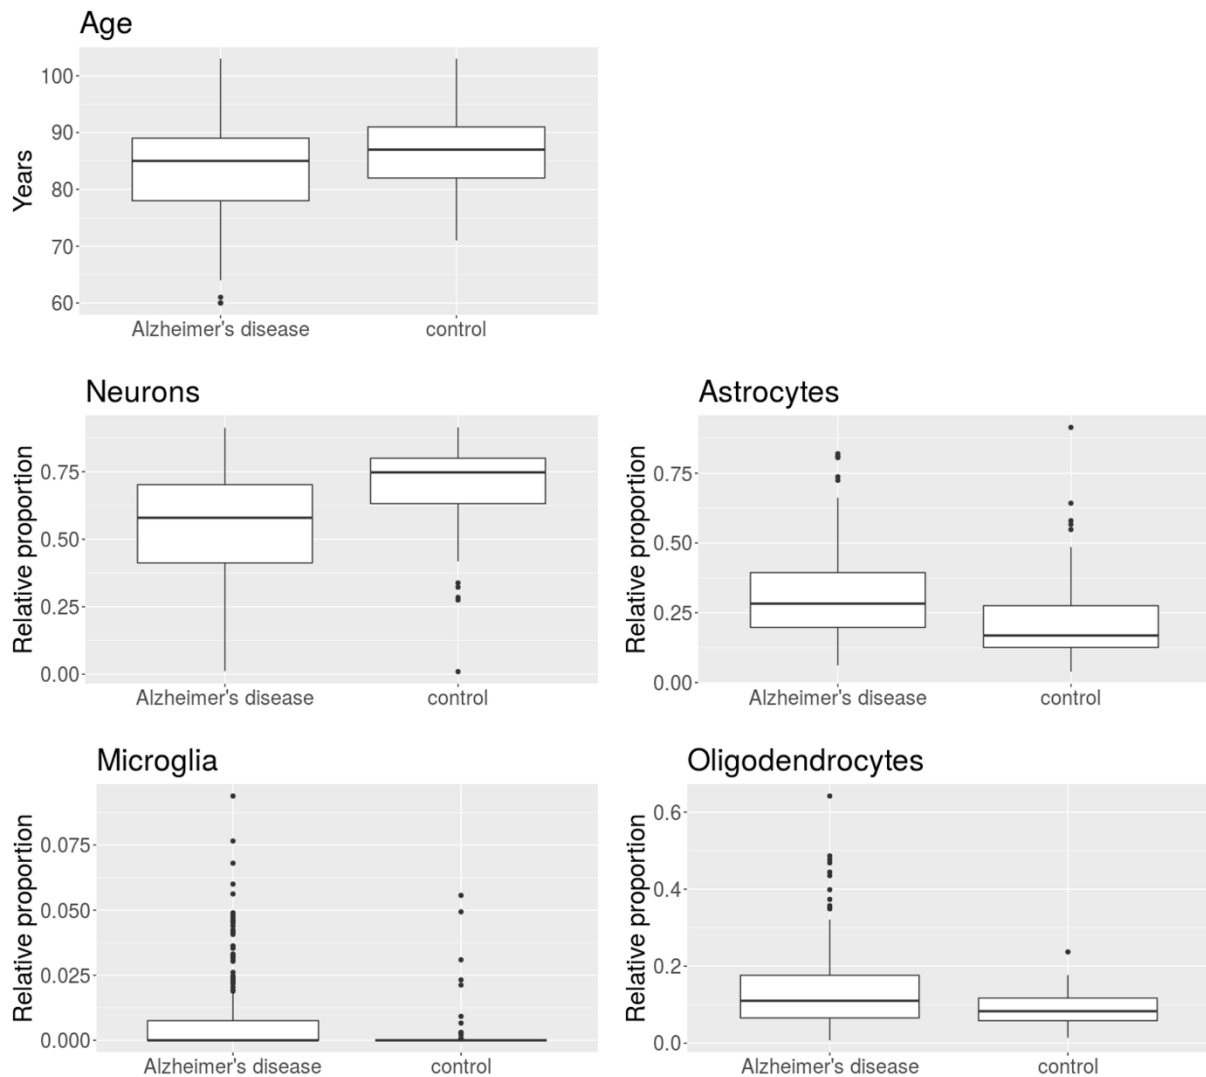 Age
Years
100
90
80
70
60
Alzheimer's disease control
Neurons
Relative proportion
0.75
0.50
0.25
0.00
Alzheimer's disease control
Astrocytes
Relative proportion
0.75
0.50
0.25
0.00
Alzheimer's disease control
Microglia
Relative proportion
0.075
0.050
0.025
0.000
Alzheimer's disease control
Oligodendrocytes
Relative proportion
0.6
0.4
0.2
0.0
Alzheimer's disease control